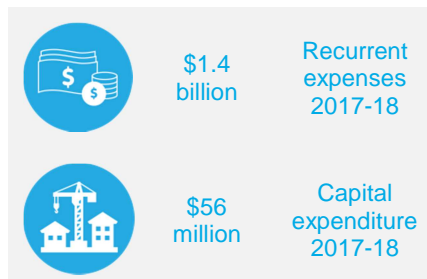 $
$
$1.4
billion
Recurrent
expenses
2017-18
$56
million
Capital
expenditure
2017-18